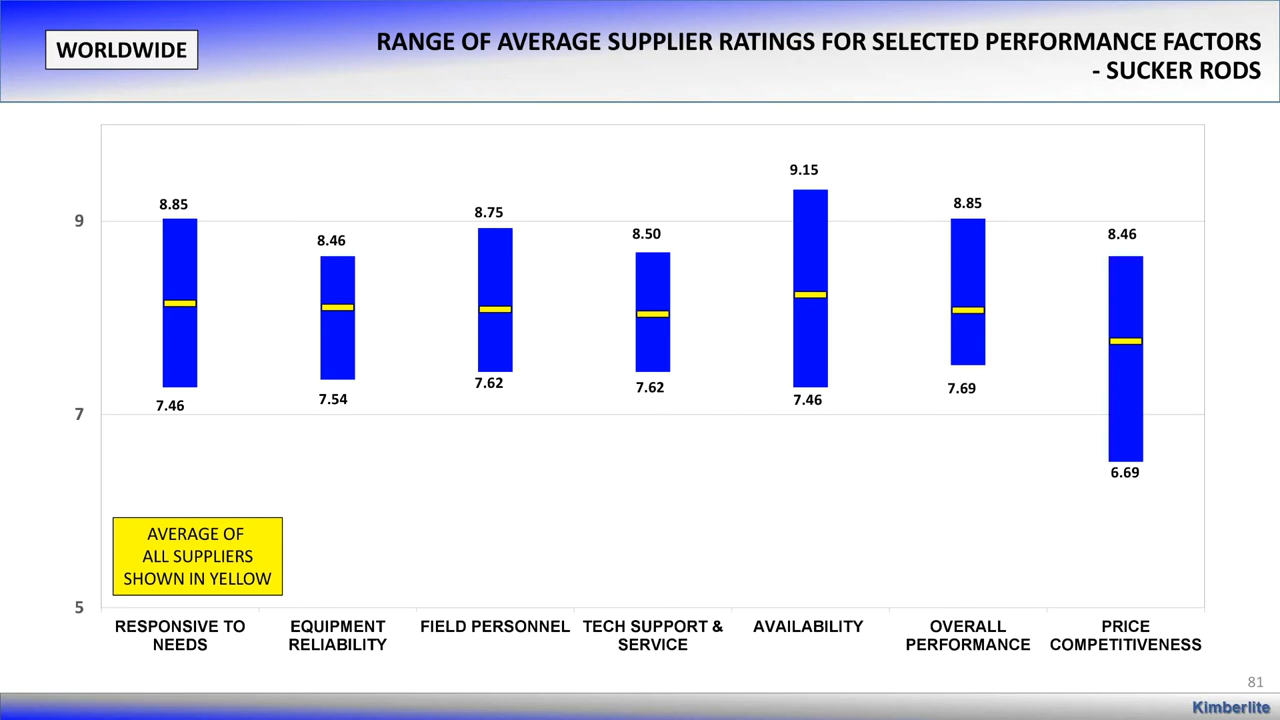 WORLDWIDE
RANGE OF AVERAGE SUPPLIER RATINGS FOR SELECTED PERFORMANCE FACTORS
- SUCKER RODS
9
7
5
8.85
7.46
8.46
7.54
8.75
7.62
8.50
7.62
9.15
7.46
8.85
7.69
8.46
6.69
AVERAGE OF
ALL SUPPLIERS
SHOWN IN YELLOW
RESPONSIVE TO
NEEDS
EQUIPMENT
RELIABILITY
FIELD PERSONNEL
TECH SUPPORT &
SERVICE
AVAILABILITY
OVERALL
PERFORMANCE
PRICE
COMPETITIVENESS
81
Kimberlite